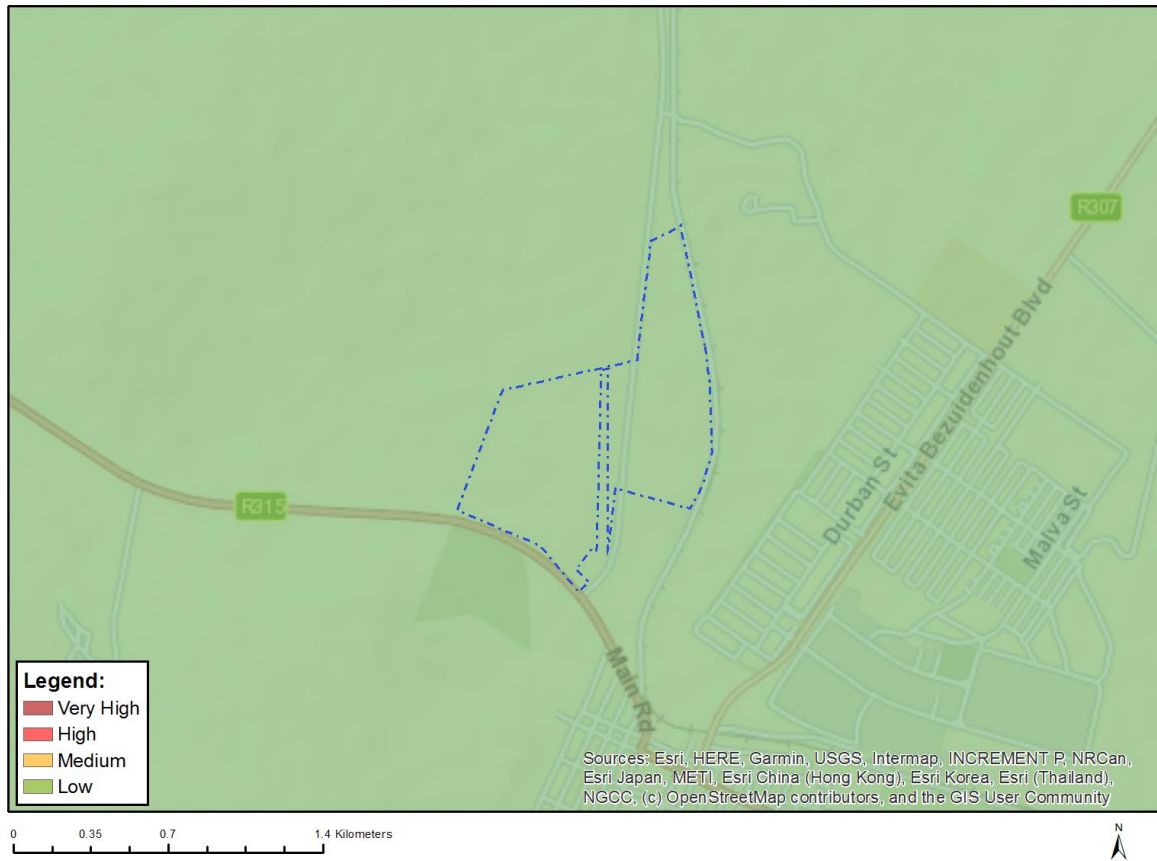 R307
Evita Bezuidenhout Blvd
Durban St
Malva St
R315
Main Rd
Legend:
Very High
High
Medium
Low
Sources: Esri, HERE, Garmin, USGS, Intermap, INCREMENT P, NRCan,
Esri Japan, METI, Esri China (Hong Kong), Esri Korea, Esri (Thailand),
NGCC, (c) OpenStreetMap contributors, and the GIS User Community
0 0.35 0.7 1.4 Kilometers
N